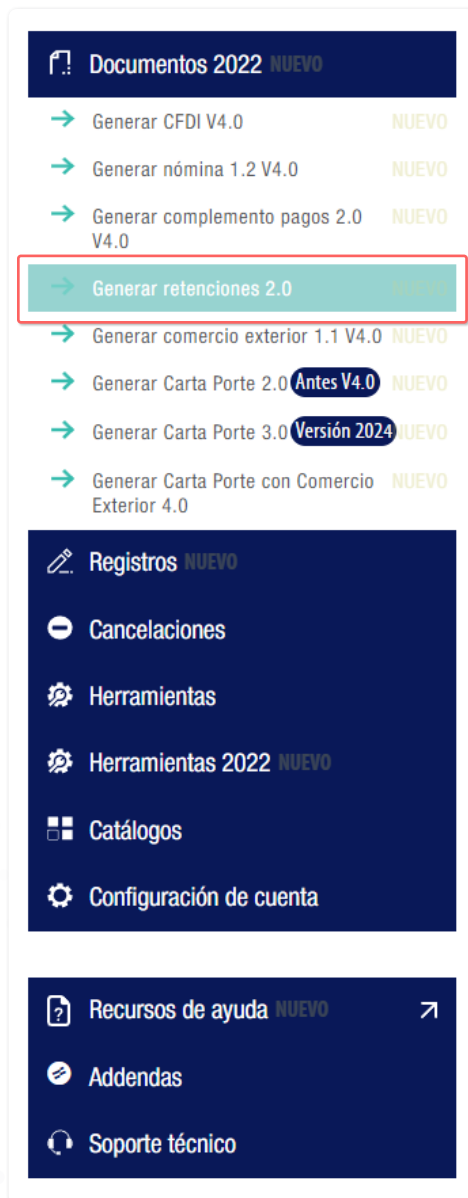 Documentos 2022 NUEVO
Generar CFDI V4.0 NUEVO
Generar nómina 1.2 V4.0 NUEVO
Generar complemento pagos 2.0 NUEVO
V4.0
Generar retenciones 2.0 NUEVO
Generar comercio exterior 1.1 V4.0 NUEVO
Generar Carta Porte 2.0 Antes V4.0 NUEVO
Generar Carta Porte 3.0 Versión 2024 NUEVO
Generar Carta Porte con Comercio NUEVO
Exterior 4.0
Registros NUEVO
Cancelaciones
Herramientas
Herramientas 2022 NUEVO
Catálogos
Configuración de cuenta
Recursos de ayuda NUEVO
Addendas
Soporte técnico